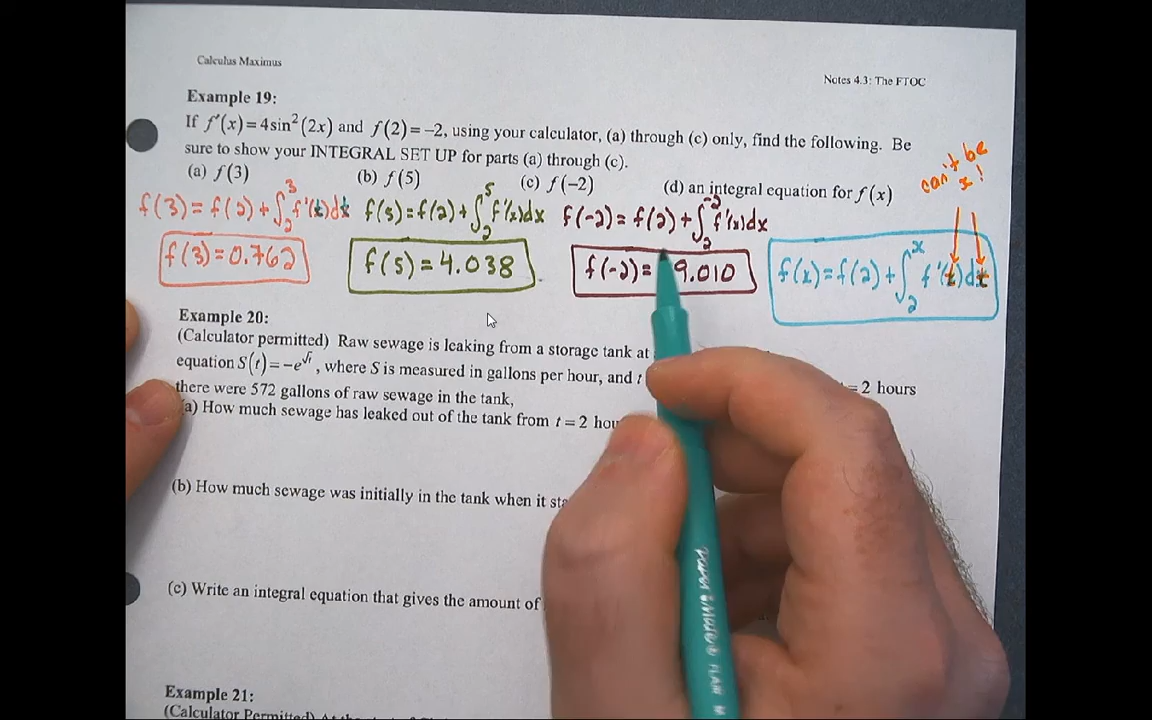 Calculus Maximus
Notes 4.3: The FTOC
Example 19:
If f'(x) = 4sin²(2x) and f(2) = −2, using your calculator, (a) through (c) only, find the following. Be
sure to show your INTEGRAL SET UP for parts (a) through (c).
can't be
x!
(a) f(3) (b) f(5) (c) f(−2) (d) an integral equation for f(x)
f(3) = f(2) + ∫₂³ f'(t)dt f(5) = f(2) + ∫₂⁵ f'(x)dx f(-2) = f(2) + ∫₂⁻² f'(x)dx
f(3) = 0.762 f(5) = 4.038 f(-2) = 9.010 f(x) = f(2) + ∫₂ˣ f'(t)dt
Example 20:
(Calculator permitted) Raw sewage is leaking from a storage tank at
equation S(t) = −e^√t, where S is measured in gallons per hour, and t = 2 hours
there were 572 gallons of raw sewage in the tank,
(a) How much sewage has leaked out of the tank from t = 2
(b) How much sewage was initially in the tank when it
(c) Write an integral equation that gives the amount of
Example 21:
(Calculator Permitted)